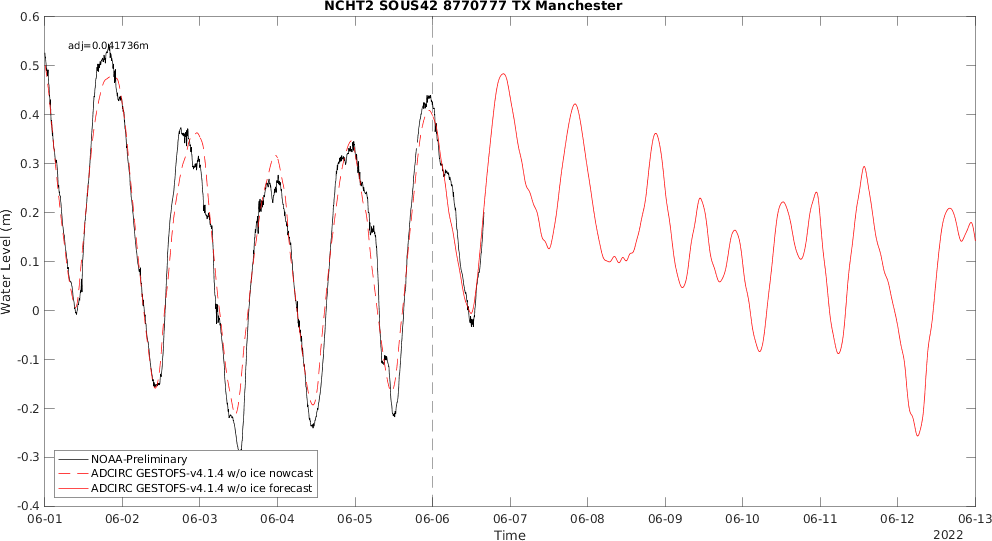 NCHT2 SOUS42 8770777 TX Manchester
adj=0.041736m
Water Level (m)
0.6
0.5
0.4
0.3
0.2
0.1
0
-0.1
-0.2
-0.3
-0.4
NOAA-Preliminary
ADCIRC GESTOFS-v4.1.4 w/o ice nowcast
ADCIRC GESTOFS-v4.1.4 w/o ice forecast
06-01 06-02 06-03 06-04 06-05 06-06 06-07 06-08 06-09 06-10 06-11 06-12 06-13
Time
2022